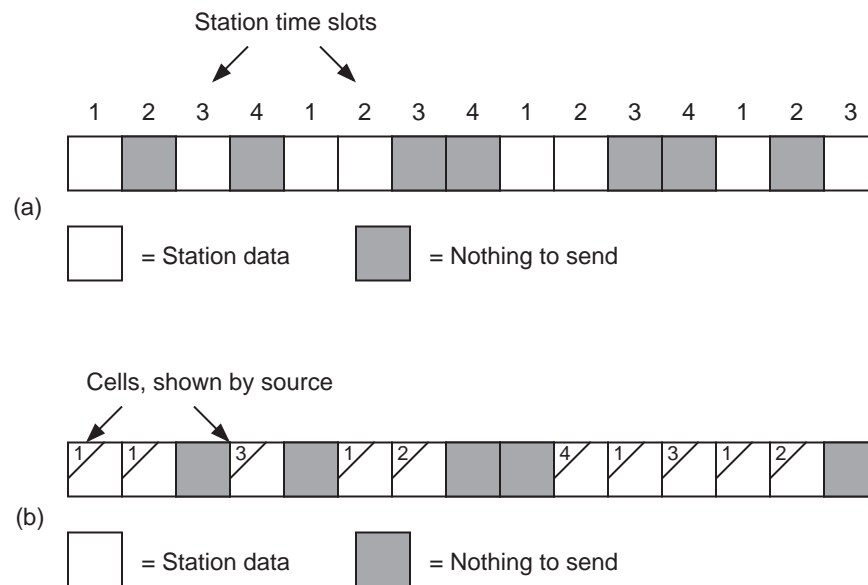 Station time slots
1 2 3 4 1 2 3 4 1 2 3 4 1 2 3
(a)
= Station data = Nothing to send
Cells, shown by source
1 1 3 1 2 4 1 3 1 2
(b)
= Station data = Nothing to send